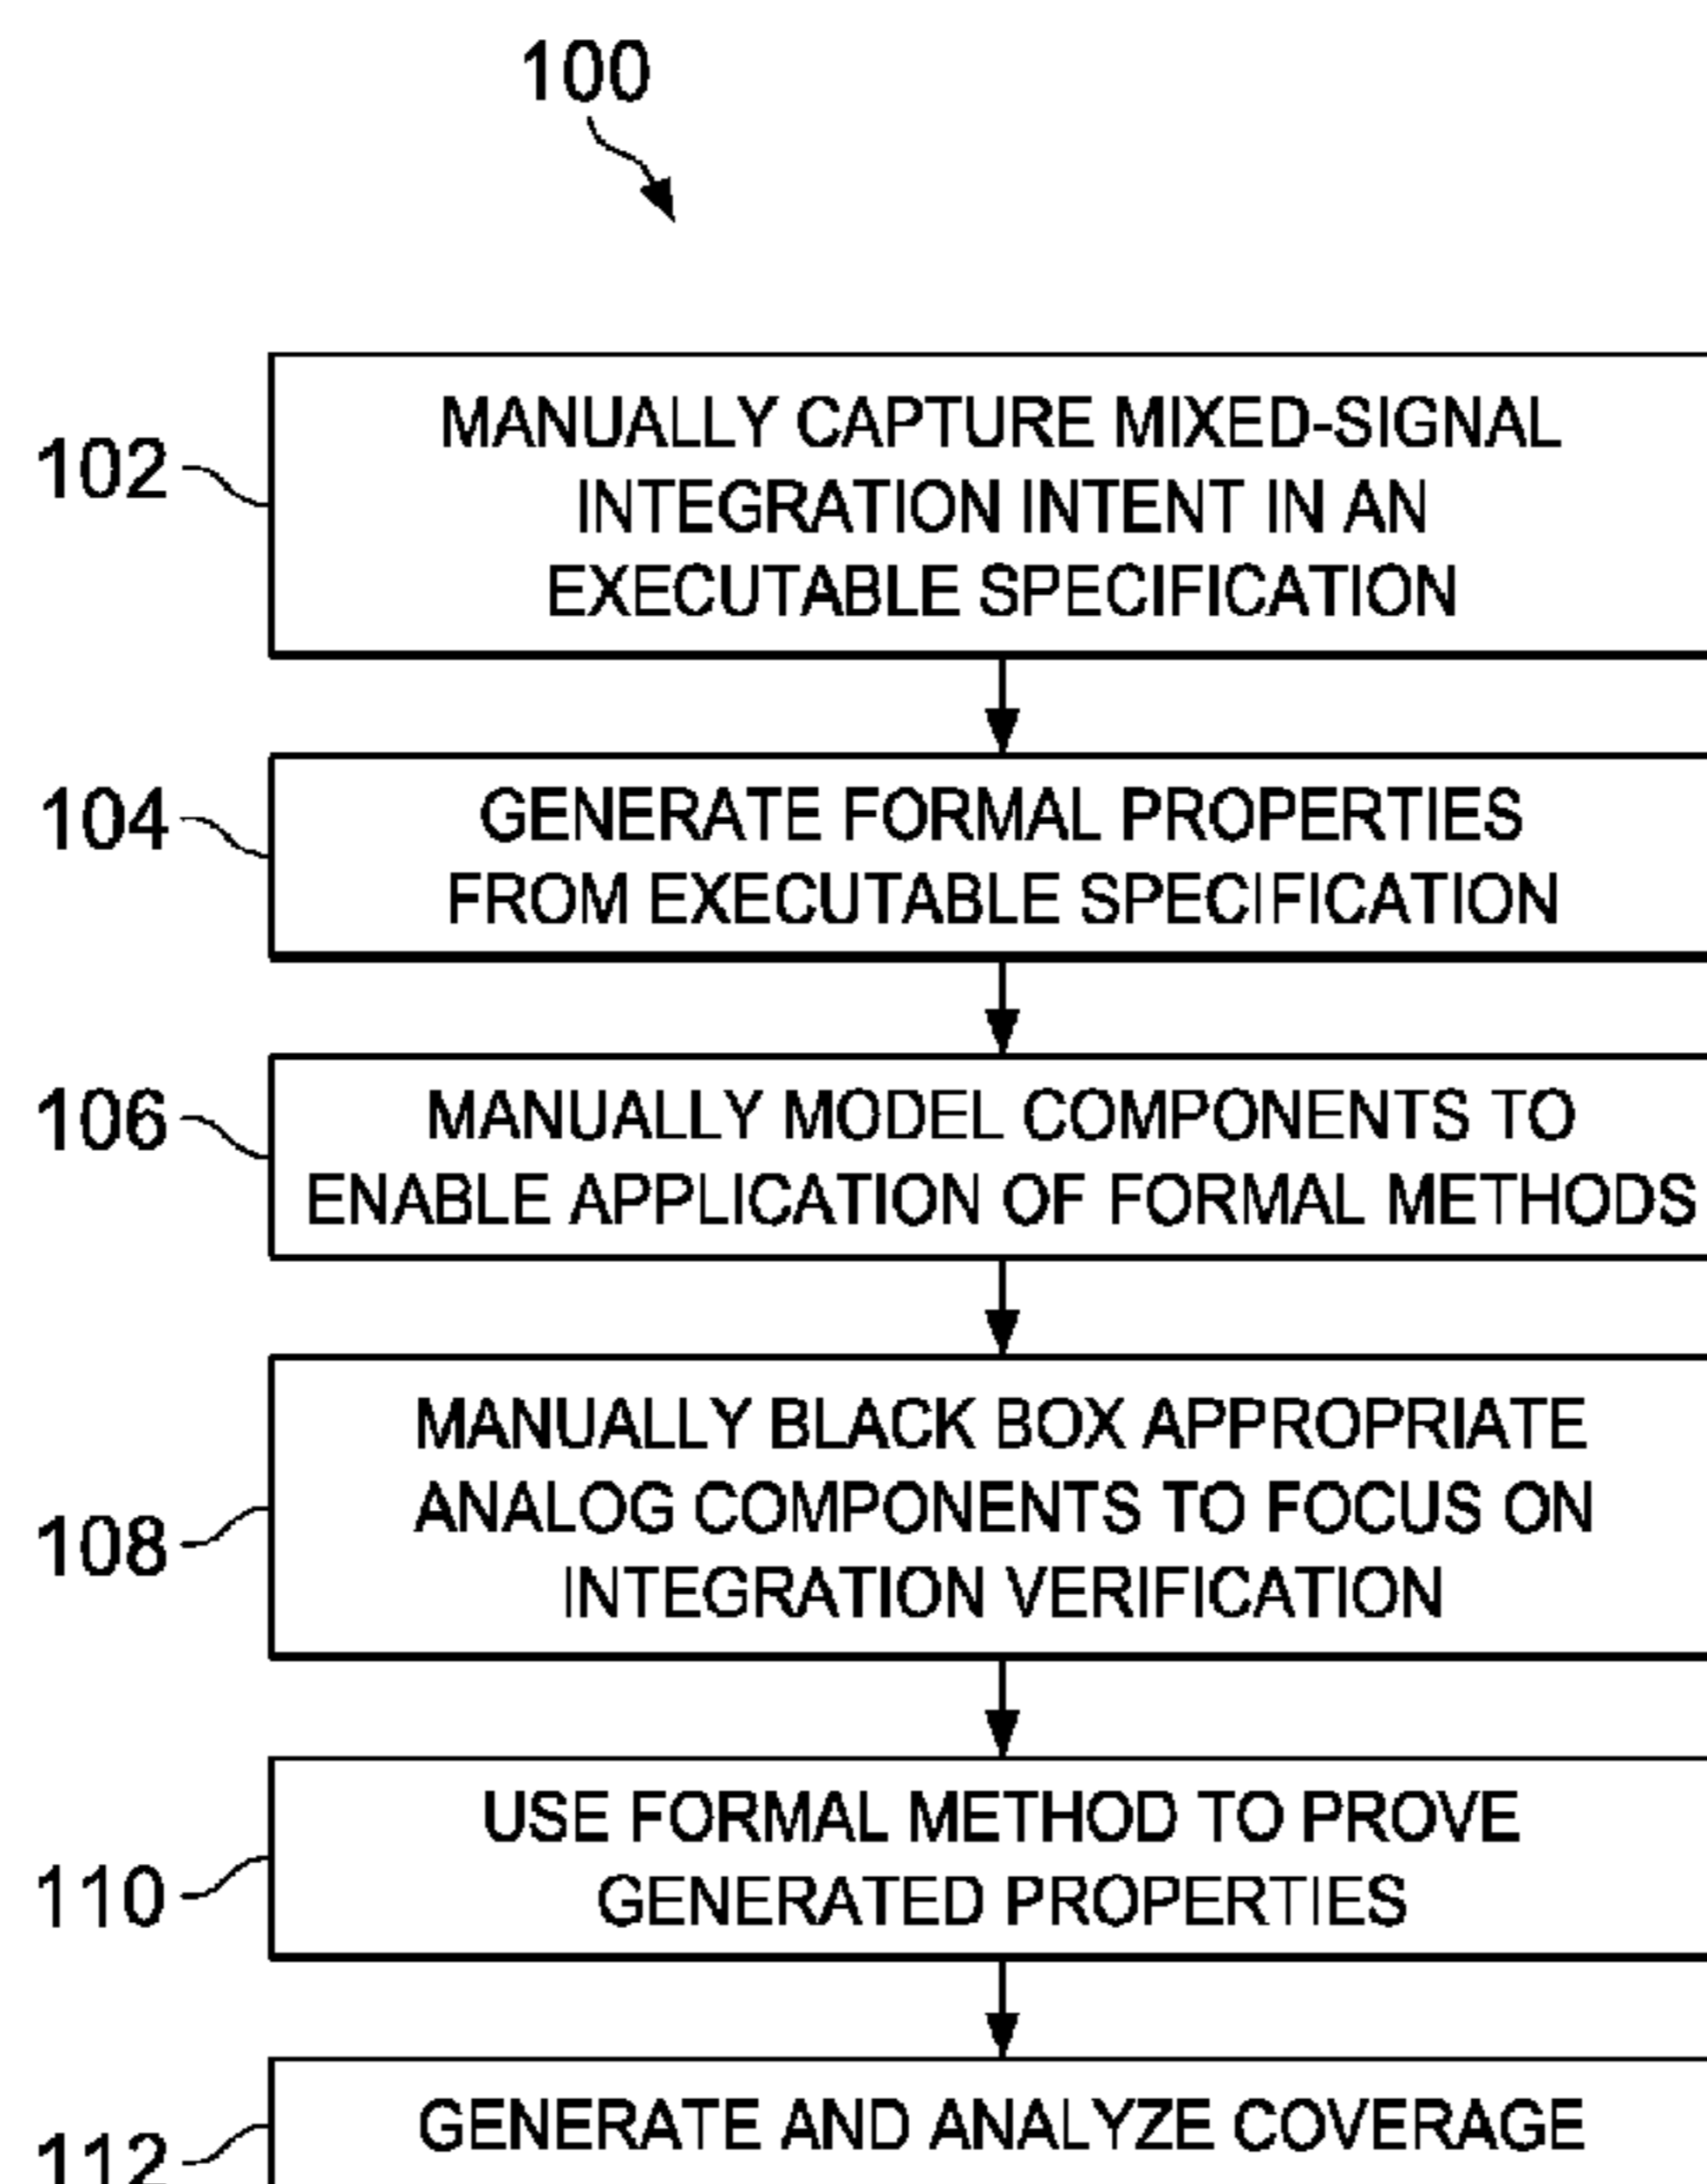 100
102
MANUALLY CAPTURE MIXED-SIGNAL
INTEGRATION INTENT IN AN
EXECUTABLE SPECIFICATION
104
GENERATE FORMAL PROPERTIES
FROM EXECUTABLE SPECIFICATION
106
MANUALLY MODEL COMPONENTS TO
ENABLE APPLICATION OF FORMAL METHODS
108
MANUALLY BLACK BOX APPROPRIATE
ANALOG COMPONENTS TO FOCUS ON
INTEGRATION VERIFICATION
110
USE FORMAL METHOD TO PROVE
GENERATED PROPERTIES
112
GENERATE AND ANALYZE COVERAGE